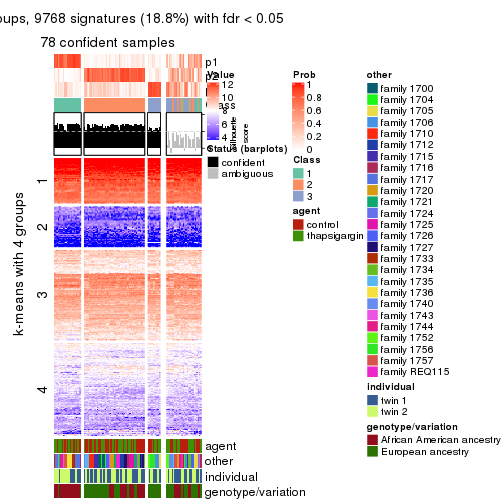 oups, 9768 signatures (18.8%) with fdr < 0.05
78 confident samples
p1
p2
Class
Value
12
10
8
6
4
silhouette
score
Status (barplots)
confident
ambiguous
Prob
1
0.8
0.6
0.4
0.2
0
Class
1
2
3
agent
control
thapsigargin
other
family 1700
family 1704
family 1705
family 1706
family 1710
family 1712
family 1715
family 1716
family 1717
family 1720
family 1721
family 1724
family 1725
family 1726
family 1727
family 1733
family 1734
family 1735
family 1736
family 1740
family 1743
family 1744
family 1752
family 1756
family 1757
family REQ115
individual
twin 1
twin 2
genotype/variation
African American ancestry
European ancestry
k-means with 4 groups
1
2
3
4
agent
other
individual
genotype/variation